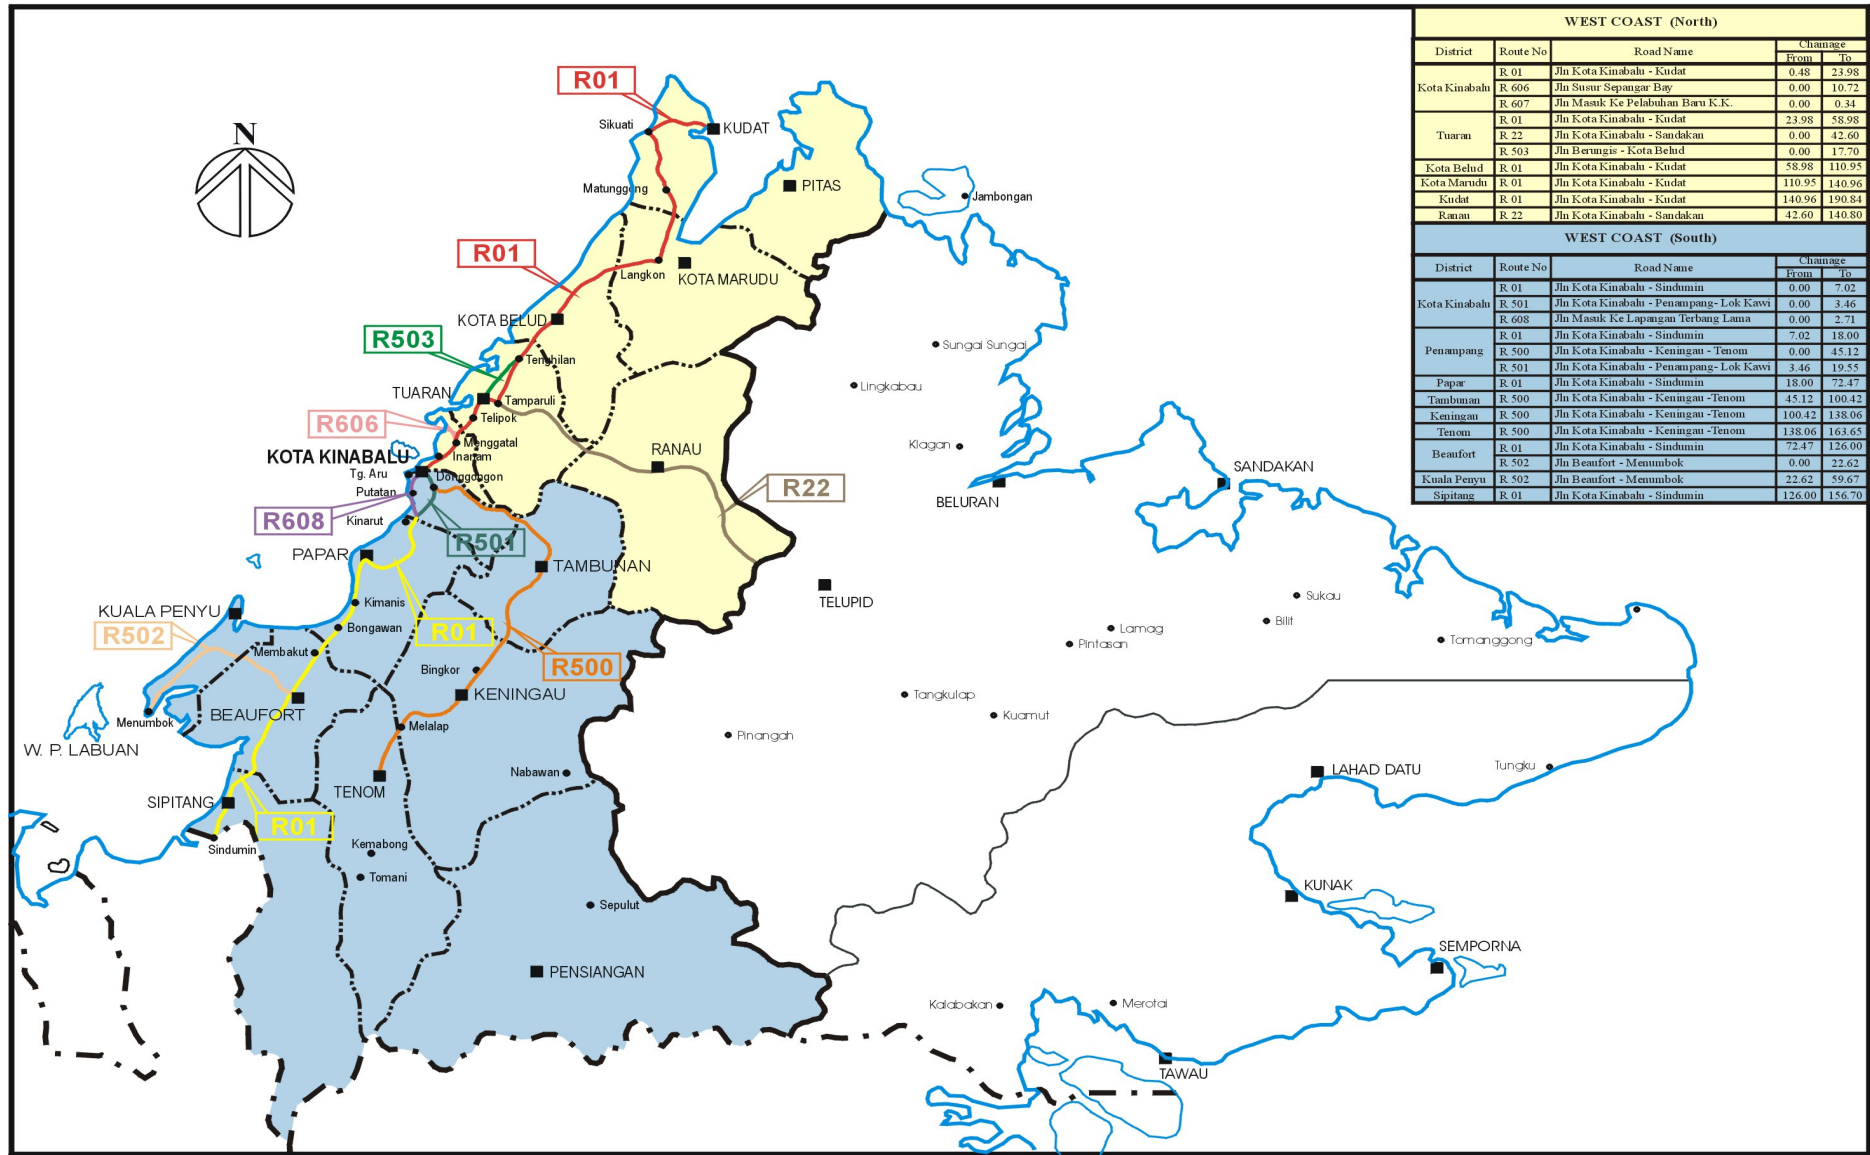 N
R01
Sikuati
KUDAT
Matunggong
PITAS
Jambongan
R01
Langkon
KOTA MARUDU
KOTA BELUD
R503
Tenghilan
Sungai Sungai
TUARAN
Tamparuli
Lingkabau
R606
Telipok
Menggatal
Klagan
KOTA KINABALU
Inanam
RANAU
SANDAKAN
Tg. Aru
Donggongon
R22
BELURAN
Putatan
R608
Kinarut
R501
PAPAR
TAMBUNAN
TELUPID
Sukau
KUALA PENYU
Kimanis
Bilit
R502
Bongawan
R01
Lamag
Pintasan
Tomanggong
Membakut
Bingkor
R500
KENINGAU
Tangkulap
Menumbok
BEAUFORT
Kuamut
Melalap
Pinangah
W. P. LABUAN
Nabawan
LAHAD DATU
Tungku
TENOM
SIPITANG
R01
Sindumin
Kemabong
Tomani
KUNAK
Sepulut
SEMPORNA
PENSIANGAN
Kalabakan
Merotai
TAWAU
WEST COAST (North)
District Route No Road Name Chainage
From To
Kota Kinabalu R 01 Jln Kota Kinabalu - Kudat 0.48 23.98
R 606 Jln Susur Sepangar Bay 0.00 10.72
R 607 Jln Masuk Ke Pelabuhan Baru K.K. 0.00 0.34
Tuaran R 01 Jln Kota Kinabalu - Kudat 23.98 58.98
R 22 Jln Kota Kinabalu - Sandakan 0.00 42.60
R 503 Jln Berungis - Kota Belud 0.00 17.70
Kota Belud R 01 Jln Kota Kinabalu - Kudat 58.98 110.95
Kota Marudu R 01 Jln Kota Kinabalu - Kudat 110.95 140.96
Kudat R 01 Jln Kota Kinabalu - Kudat 140.96 190.84
Ranau R 22 Jln Kota Kinabalu - Sandakan 42.60 140.80
WEST COAST (South)
District Route No Road Name Chainage
From To
Kota Kinabalu R 01 Jln Kota Kinabalu - Sindumin 0.00 7.02
R 501 Jln Kota Kinabalu - Penampang- Lok Kawi 0.00 3.46
R 608 Jln Masuk Ke Lapangan Terbang Lama 0.00 2.71
Penampang R 01 Jln Kota Kinabalu - Sindumin 7.02 18.00
R 500 Jln Kota Kinabalu - Keningau - Tenom 0.00 45.12
R 501 Jln Kota Kinabalu - Penampang- Lok Kawi 3.46 19.55
Papar R 01 Jln Kota Kinabalu - Sindumin 18.00 72.47
Tambunan R 500 Jln Kota Kinabalu - Keningau -Tenom 45.12 100.42
Keningau R 500 Jln Kota Kinabalu - Keningau -Tenom 100.42 138.06
Tenom R 500 Jln Kota Kinabalu - Keningau -Tenom 138.06 163.65
Beaufort R 01 Jln Kota Kinabalu - Sindumin 72.47 126.00
R 502 Jln Beaufort - Menumbok 0.00 22.62
Kuala Penyu R 502 Jln Beaufort - Menumbok 22.62 59.67
Sipitang R 01 Jln Kota Kinabalu - Sindumin 126.00 156.70